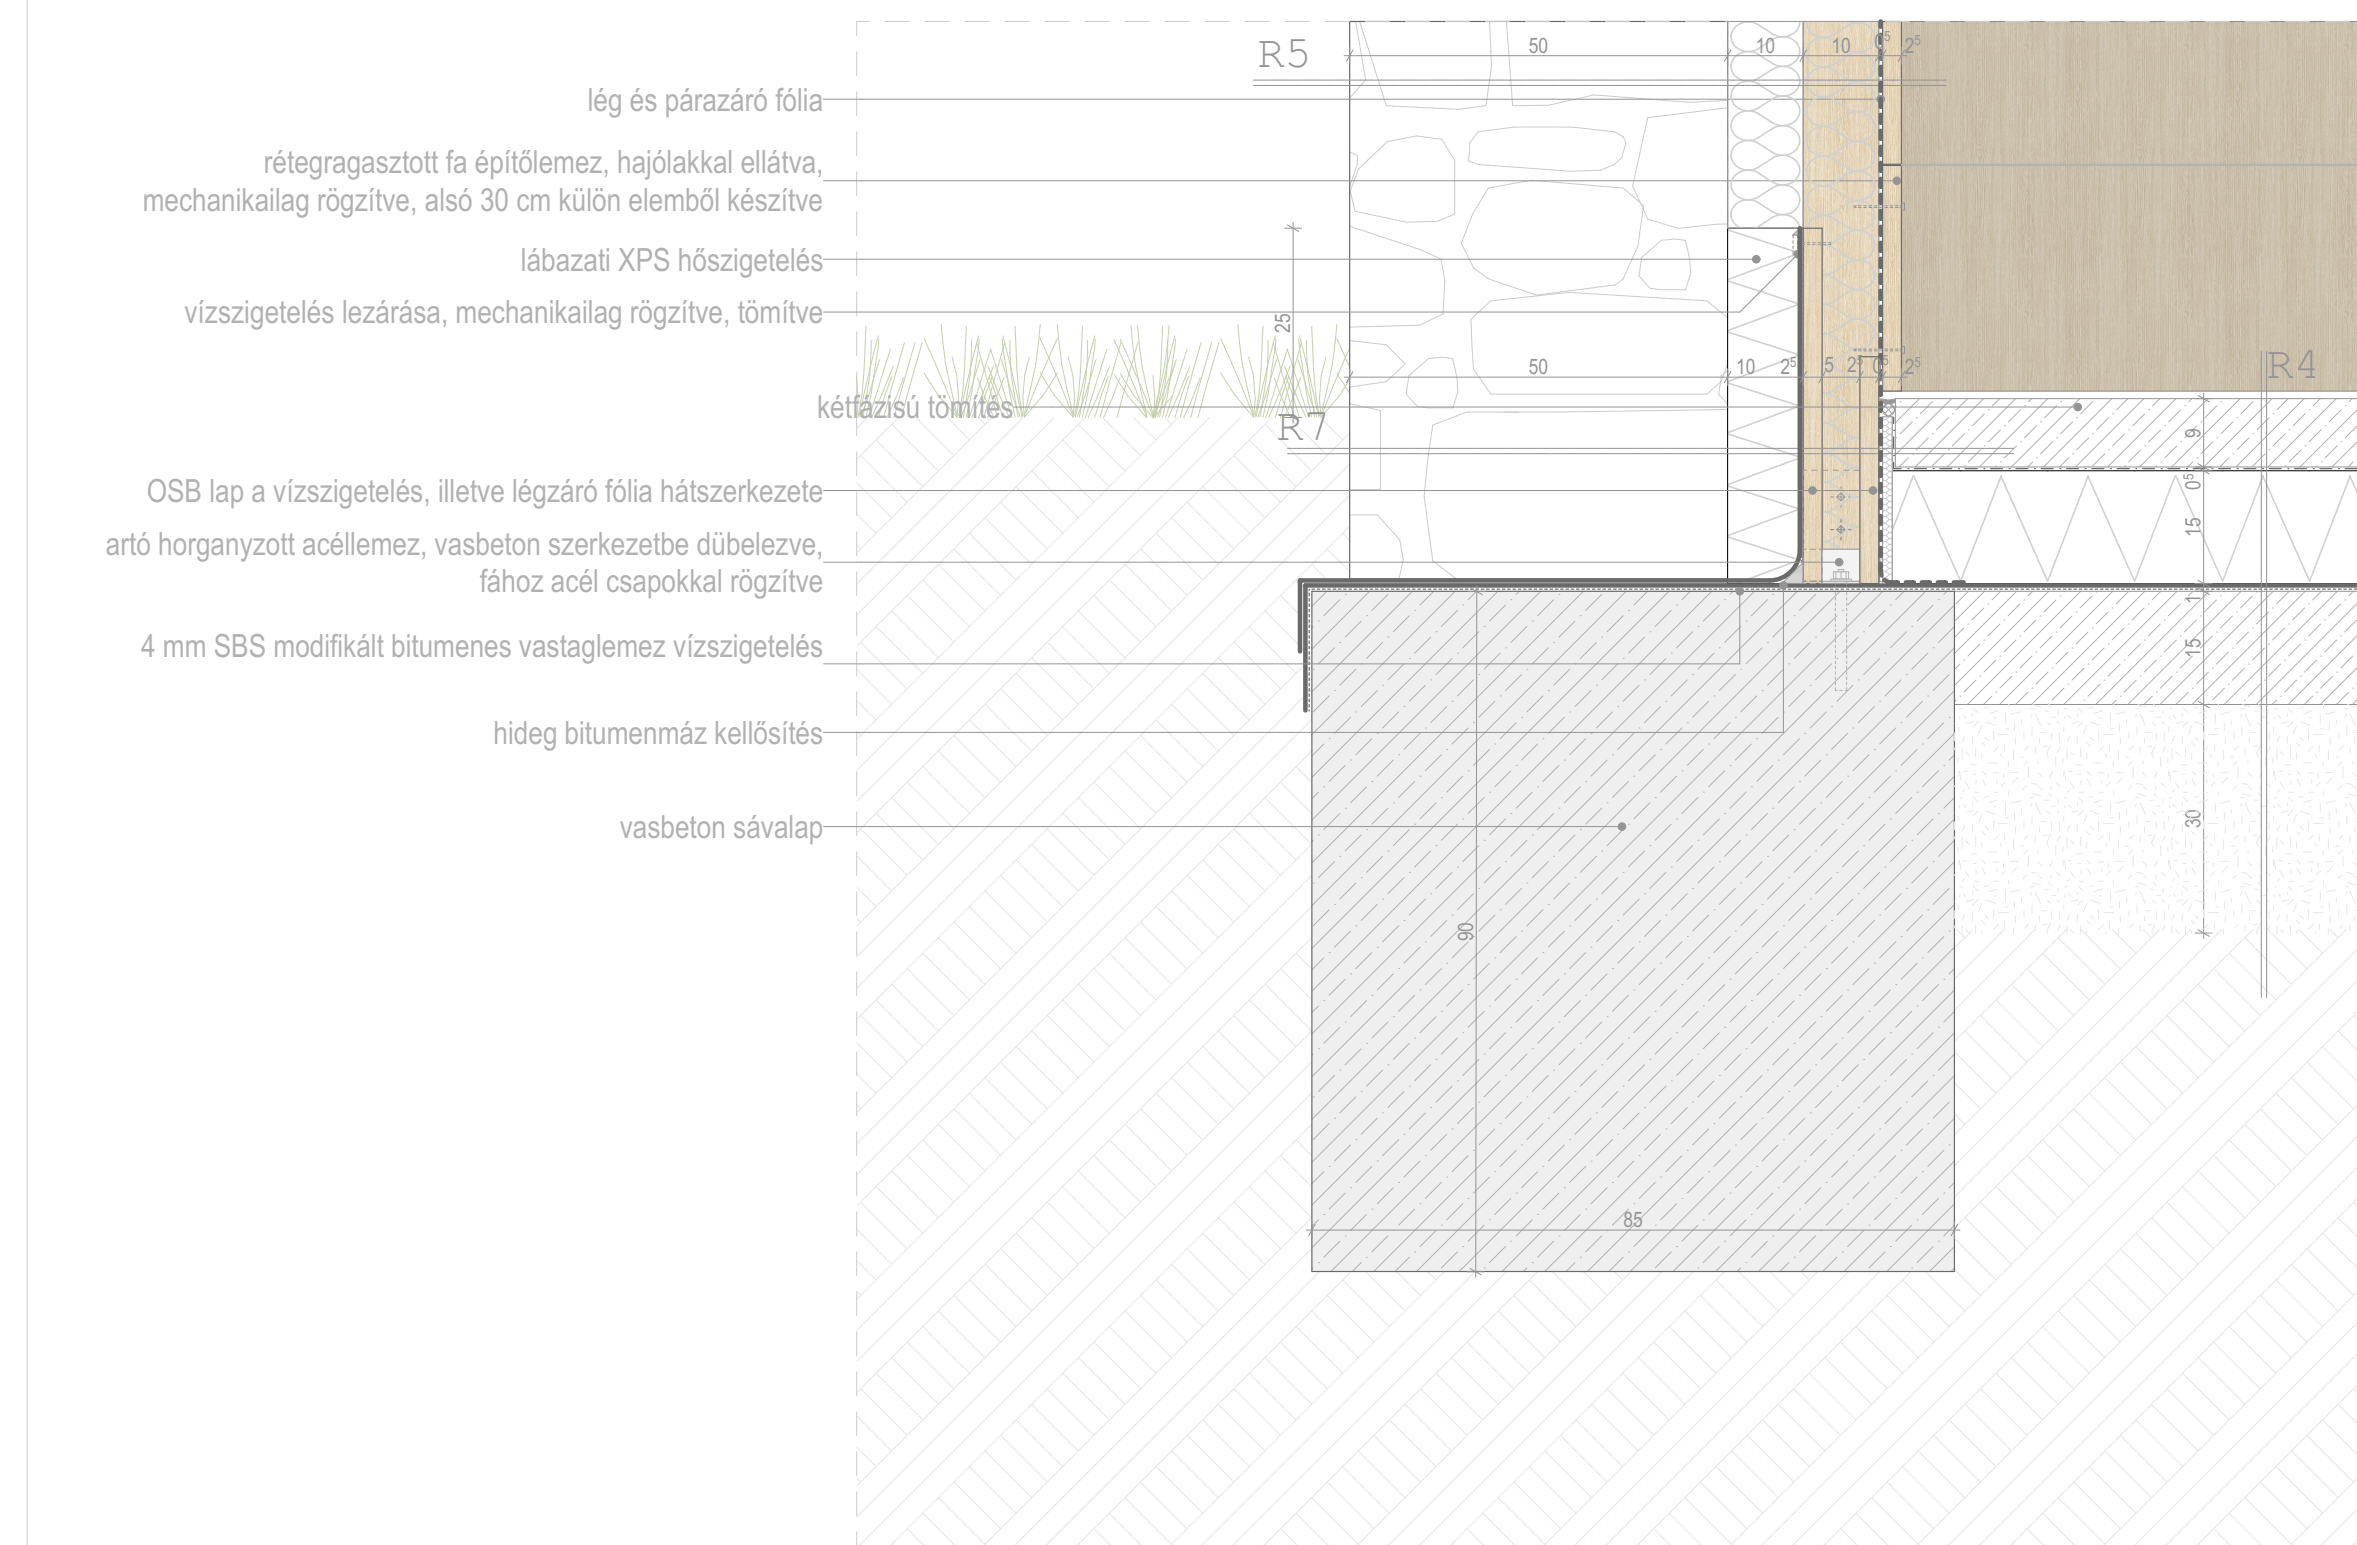 R5
50
10
10
0⁵
2⁵
lég és párazáró fólia
rétegragasztott fa építőlemez, hajólakkal ellátva,
mechanikailag rögzítve, alsó 30 cm külön elemből készítve
lábazati XPS hőszigetelés
vízszigetelés lezárása, mechanikailag rögzítve, tömítve
25
50
10
2⁵
5
2⁵
0⁵
2⁵
R4
kétfázisú tömítés
R7
9
OSB lap a vízszigetelés, illetve légzáró fólia hátszerkezete
0⁵
15
artó horganyzott acéllemez, vasbeton szerkezetbe dübelezve,
fához acél csapokkal rögzítve
1
4 mm SBS modifikált bitumenes vastaglemez vízszigetelés
15
hideg bitumenmáz kellősítés
30
vasbeton sávalap
90
85